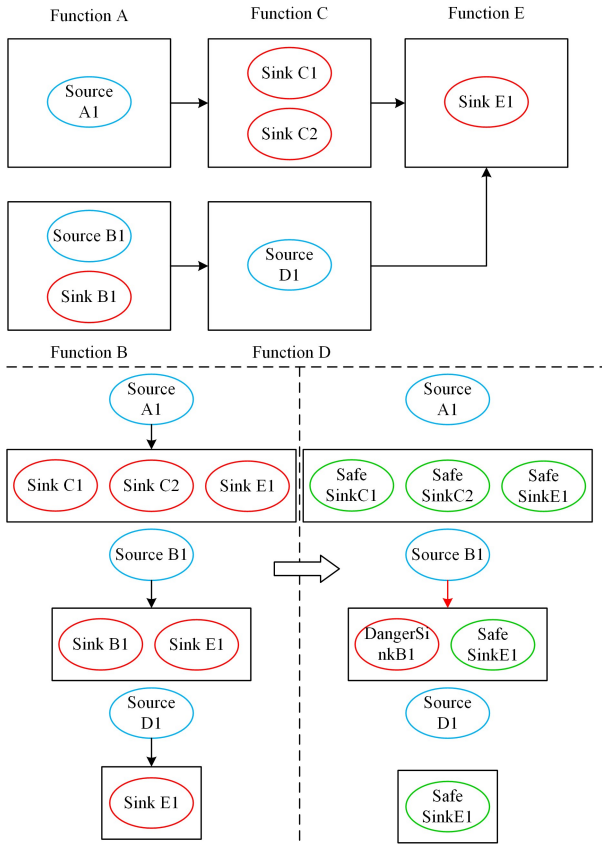 Function A
Function C
Function E
Source
A1
Sink C1
Sink C2
Sink E1
Source B1
Sink B1
Source
D1
Function B
Function D
Source
A1
Sink C1
Sink C2
Sink E1
Source B1
Sink B1
Sink E1
Source
D1
Sink E1
Source
A1
Safe
SinkC1
Safe
SinkC2
Safe
SinkE1
Source B1
DangerSi
nkB1
Safe
SinkE1
Source
D1
Safe
SinkE1